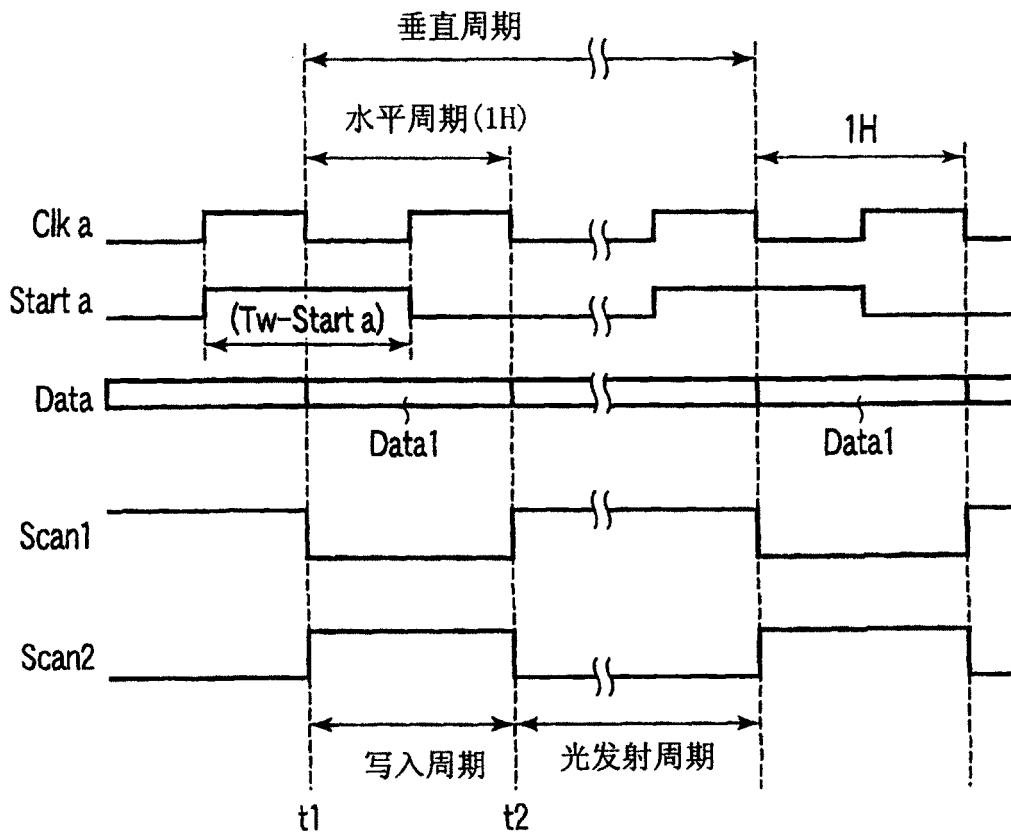 垂直周期
水平周期(1H)
1H
Clk a
Start a
(Tw-Start a)
Data
Data1
Data1
Scan1
Scan2
写入周期
光发射周期
t1
t2